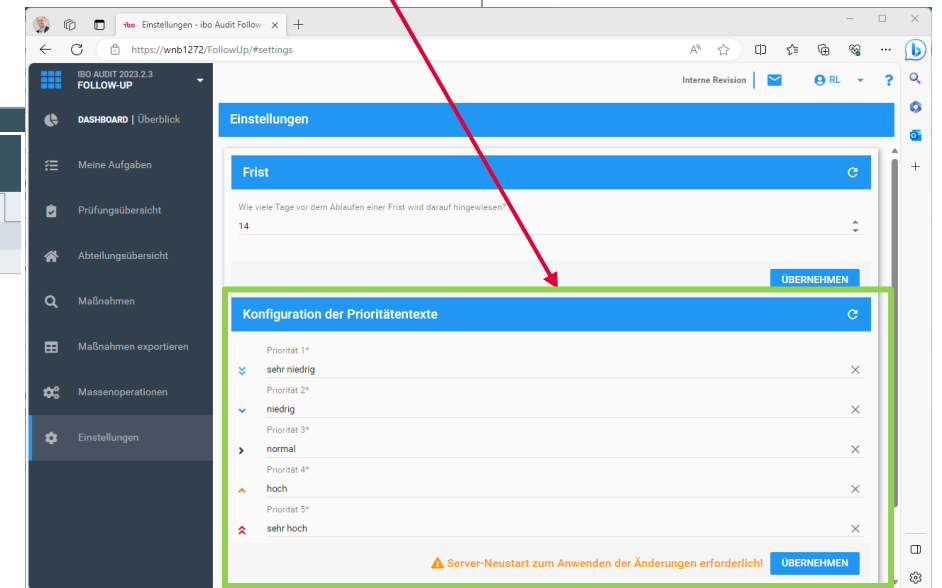 ibo Einstellungen - ibo Audit Follow-
https://wnb1272/FollowUp/#settings
IBO AUDIT 2023.2.3
FOLLOW-UP
Interne Revision
RL
?
DASHBOARD | Überblick
Meine Aufgaben
Prüfungsübersicht
Abteilungsübersicht
Maßnahmen
Maßnahmen exportieren
Massenoperationen
Einstellungen
Einstellungen
Frist
Wie viele Tage vor dem Ablaufen einer Frist wird darauf hingewiesen?
14
ÜBERNEHMEN
Konfiguration der Prioritätentexte
Priorität 1*
sehr niedrig
Priorität 2*
niedrig
Priorität 3*
normal
Priorität 4*
hoch
Priorität 5*
sehr hoch
Server-Neustart zum Anwenden der Änderungen erforderlich!
ÜBERNEHMEN